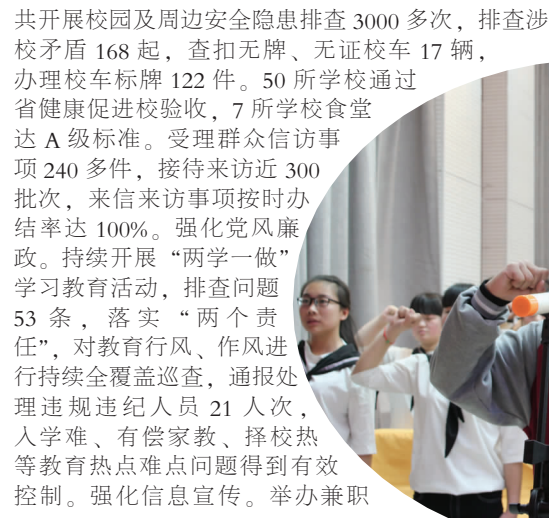 共开展校园及周边安全隐患排查 3000 多次，排查涉
校矛盾 168 起，查扣无牌、无证校车 17 辆，
办理校车标牌 122 件。50 所学校通过
省健康促进校验收，7 所学校食堂
达 A 级标准。受理群众信访事
项 240 多件，接待来访近 300
批次，来信来访事项按时办
结率达 100%。强化党风廉
政。持续开展“两学一做”
学习教育活动，排查问题
53 条，落实“两个责
任”，对教育行风、作风进
行持续全覆盖巡查，通报处
理违规违纪人员 21 人次，
入学难、有偿家教、择校热
等教育热点难点问题得到有效
控制。强化信息宣传。举办兼职